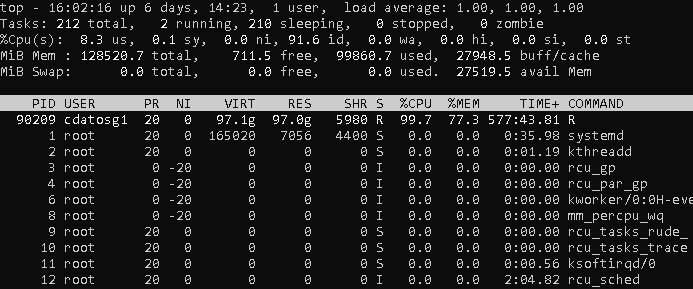 top - 16:02:16 up 6 days, 14:23,  1 user,  load average: 1.00, 1.00, 1.00
Tasks: 212 total,   2 running, 210 sleeping,   0 stopped,   0 zombie
%Cpu(s):  8.3 us,  0.1 sy,  0.0 ni, 91.6 id,  0.0 wa,  0.0 hi,  0.0 si,  0.0 st
MiB Mem : 128520.7 total,    711.5 free,  99860.7 used,  27948.5 buff/cache
MiB Swap:      0.0 total,      0.0 free,      0.0 used.  27519.5 avail Mem
PID USER PR NI VIRT RES SHR S %CPU %MEM TIME+ COMMAND
90209 cdatosg1 20 0 97.1g 97.0g 5980 R 99.7 77.3 577:43.81 R
1 root 20 0 165020 7056 4400 S 0.0 0.0 0:35.98 systemd
2 root 20 0 0 0 0 S 0.0 0.0 0:01.19 kthreadd
3 root 0 -20 0 0 0 I 0.0 0.0 0:00.00 rcu_gp
4 root 0 -20 0 0 0 I 0.0 0.0 0:00.00 rcu_par_gp
6 root 0 -20 0 0 0 I 0.0 0.0 0:00.00 kworker/0:0H-eve
8 root 0 -20 0 0 0 I 0.0 0.0 0:00.00 mm_percpu_wq
9 root 20 0 0 0 0 S 0.0 0.0 0:00.00 rcu_tasks_rude_
10 root 20 0 0 0 0 S 0.0 0.0 0:00.00 rcu_tasks_trace
11 root 20 0 0 0 0 S 0.0 0.0 0:00.56 ksoftirqd/0
12 root 20 0 0 0 0 I 0.0 0.0 2:04.82 rcu_sched